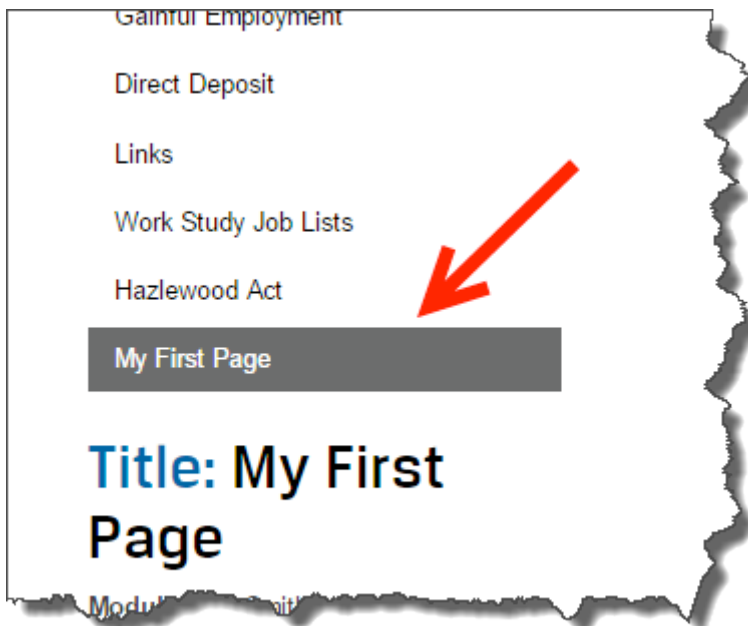 Gainful Employment
Direct Deposit
Links
Work Study Job Lists
Hazlewood Act
My First Page
Title: My First
Page